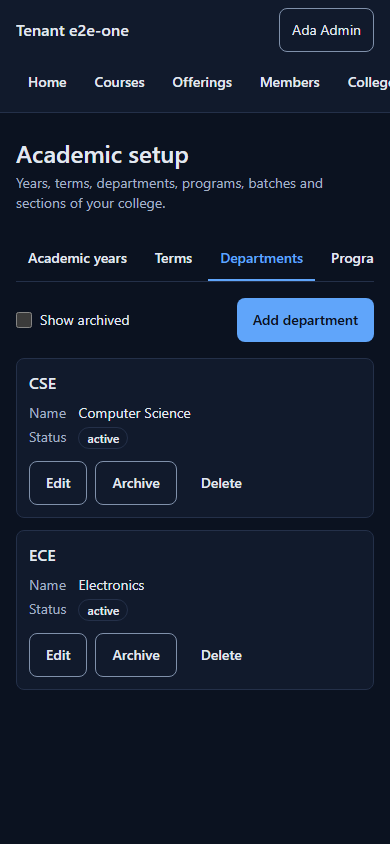 Tenant e2e-one
Ada Admin
Home Courses Offerings Members
Academic setup
Years, terms, departments, programs, batches and
sections of your college.
Academic years Terms Departments
Show archived
Add department
CSE
Name Computer Science
Status active
Edit Archive Delete
ECE
Name Electronics
Status active
Edit Archive Delete